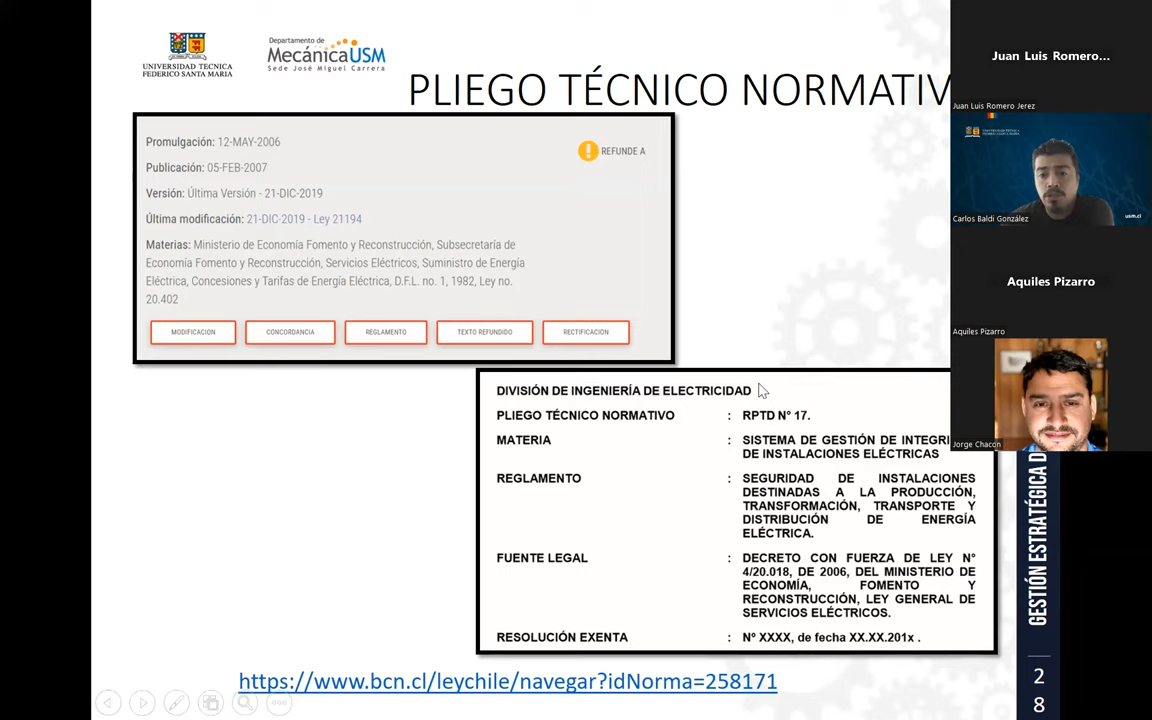 UNIVERSIDAD TECNICA
FEDERICO SANTA MARIA
Departamento de
MecánicaUSM
Sede José Miguel Carrera
PLIEGO TÉCNICO NORMATIV
Promulgación: 12-MAY-2006
Publicación: 05-FEB-2007
Versión: Última Versión - 21-DIC-2019
Última modificación: 21-DIC-2019 - Ley 21194
Materias: Ministerio de Economía Fomento y Reconstrucción, Subsecretaría de
Economía Fomento y Reconstrucción, Servicios Eléctricos, Suministro de Energía
Eléctrica, Concesiones y Tarifas de Energía Eléctrica, D.F.L. no. 1, 1982, Ley no.
20.402
REFUNDE A
MODIFICACION
CONCORDANCIA
REGLAMENTO
TEXTO REFUNDIDO
RECTIFICACION
DIVISIÓN DE INGENIERÍA DE ELECTRICIDAD
PLIEGO TÉCNICO NORMATIVO : RPTD N° 17.
MATERIA : SISTEMA DE GESTIÓN DE INTEGRI
DE INSTALACIONES ELÉCTRICAS
REGLAMENTO : SEGURIDAD DE INSTALACIONES
DESTINADAS A LA PRODUCCIÓN,
TRANSFORMACIÓN, TRANSPORTE Y
DISTRIBUCIÓN DE ENERGÍA
ELÉCTRICA.
FUENTE LEGAL : DECRETO CON FUERZA DE LEY N°
4/20.018, DE 2006, DEL MINISTERIO DE
ECONOMÍA, FOMENTO Y
RECONSTRUCCIÓN, LEY GENERAL DE
SERVICIOS ELÉCTRICOS.
RESOLUCIÓN EXENTA : Nº XXXX, de fecha XX.XX.201x .
https://www.bcn.cl/leychile/navegar?idNorma=258171
GESTIÓN ESTRATÉGICA D
2
8
Juan Luis Romero...
Juan Luis Romero Jerez
UNIVERSIDAD TECNICA
FEDERICO SANTA MARIA
usm.cl
Carlos Baldi González
Aquiles Pizarro
Aquiles Pizarro
Jorge Chacon